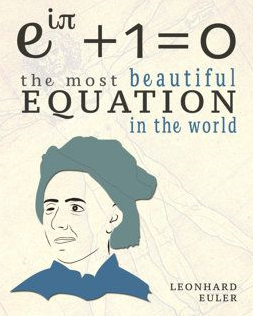 e^{iπ} +1=0
the most beautiful
EQUATION
in the world
LEONHARD
EULER